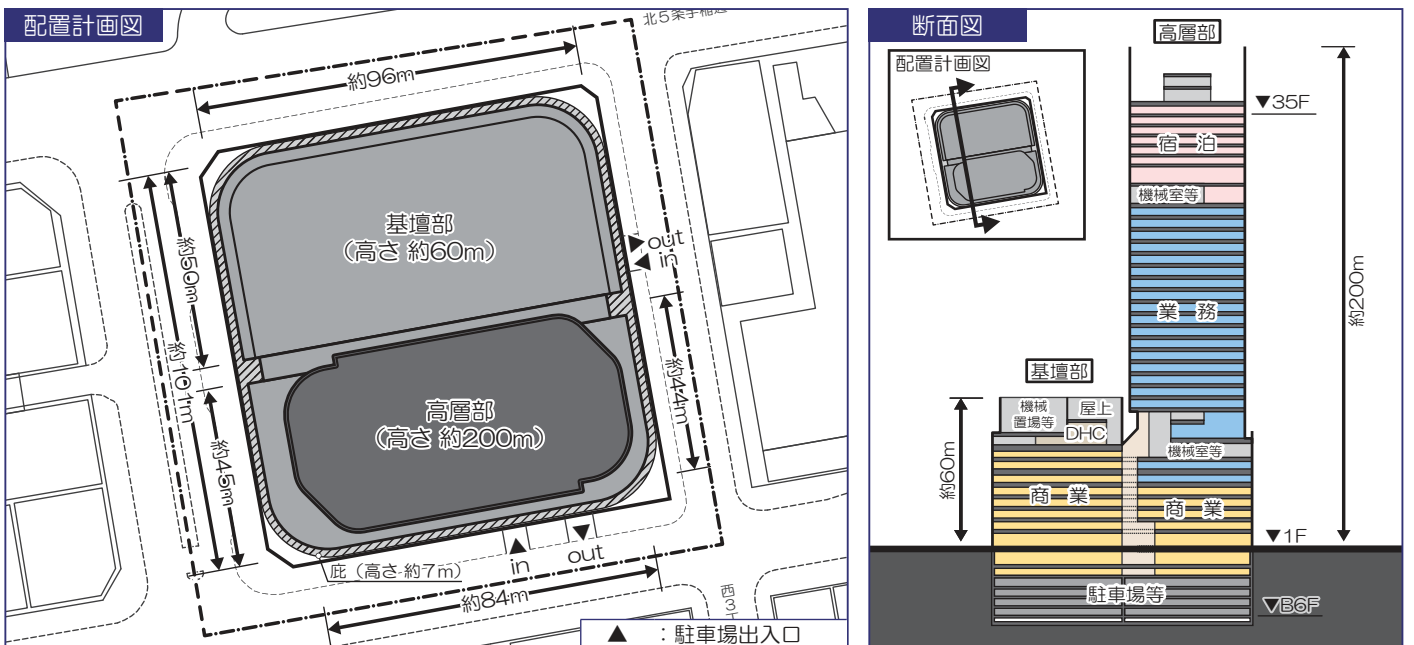 配置計画図
北5条手稲通
約96m
基壇部
(高さ 約60m)
out
in
約50m
約101m
約45m
約44m
高層部
(高さ 約200m)
庇(高さ 約7m)
in
out
約84m
西3丁
▲ :駐車場出入口
断面図
配置計画図
高層部
▼35F
宿泊
機械室等
業務
約200m
基壇部
機械
置場等
屋上
DHC
機械室等
約60m
商業
商業
▼1F
駐車場等
▼B6F